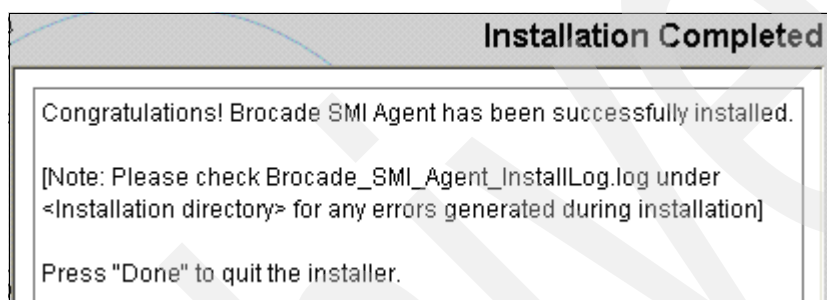 Installation Completed
Congratulations! Brocade SMI Agent has been successfully installed.
[Note: Please check Brocade_SMI_Agent_InstallLog.log under
<Installation directory> for any errors generated during installation]
Press "Done" to quit the installer.